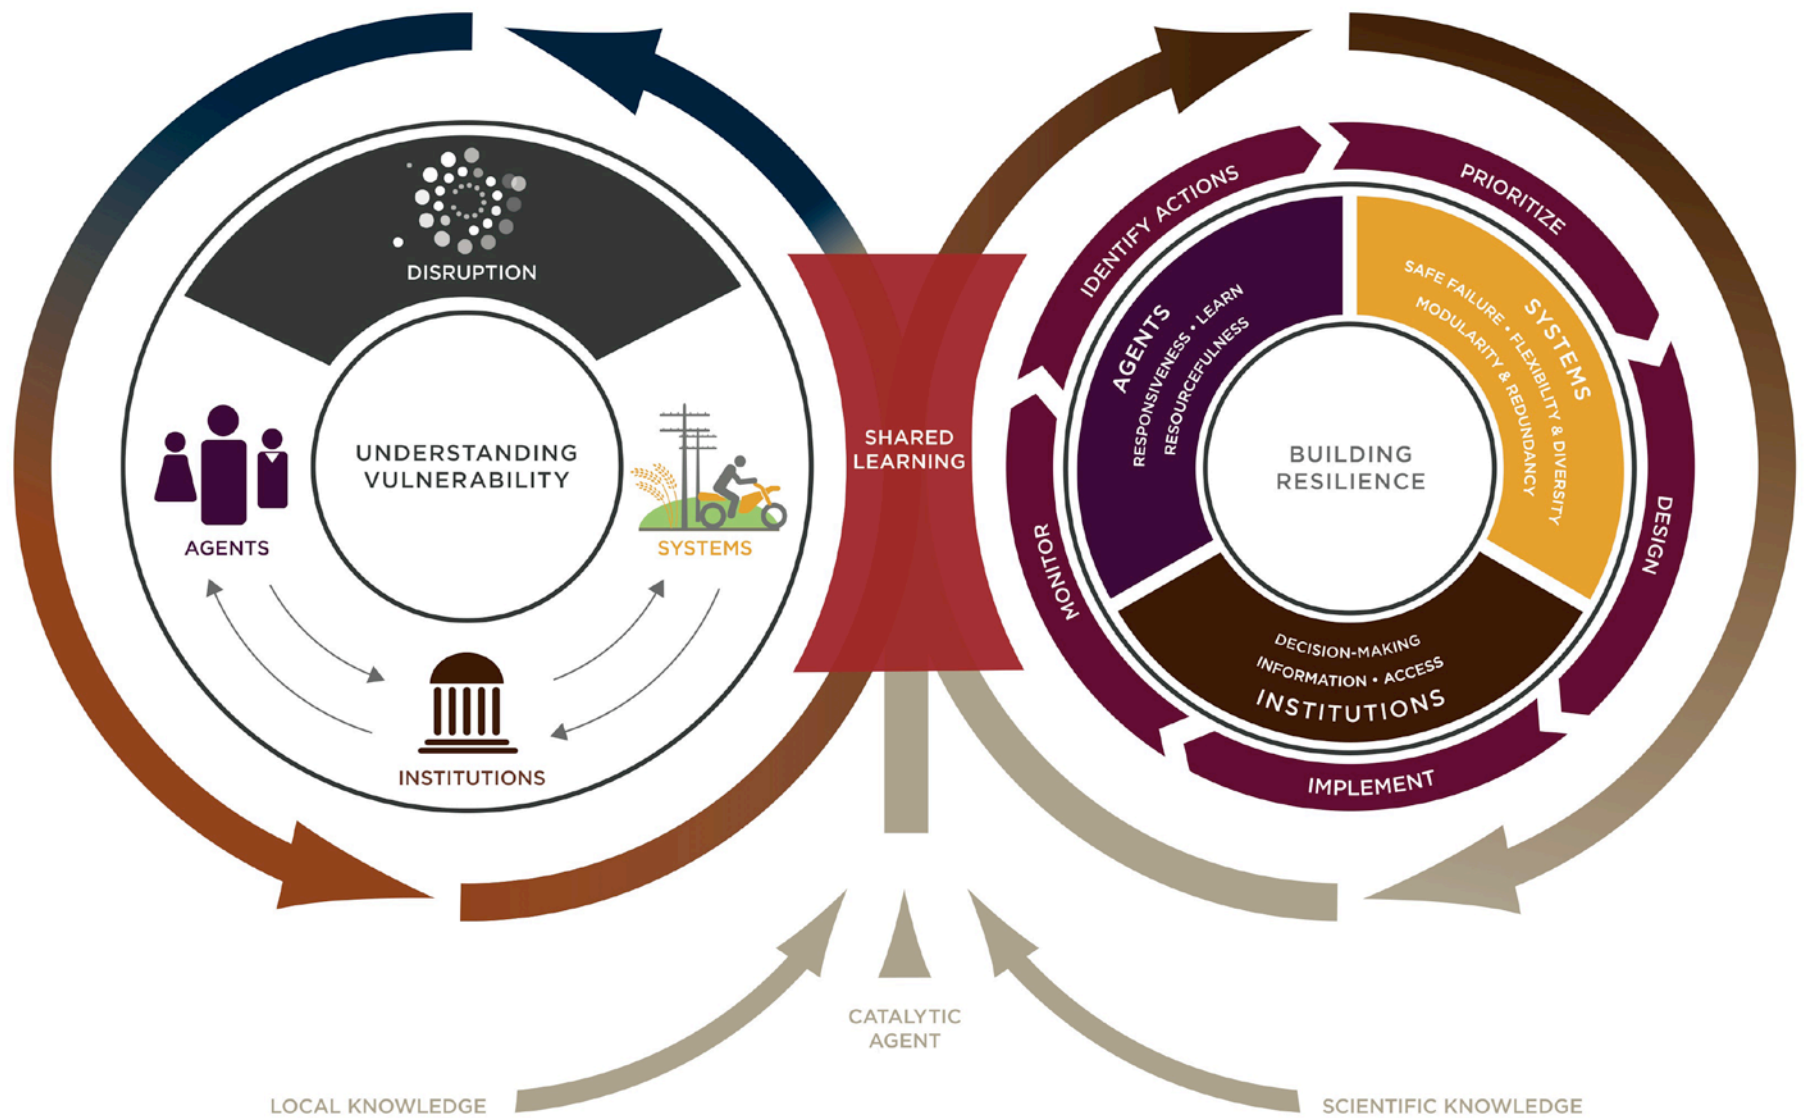 DISRUPTION
UNDERSTANDING
VULNERABILITY
AGENTS
SYSTEMS
INSTITUTIONS
SHARED
LEARNING
IDENTIFY ACTIONS
PRIORITIZE
DESIGN
IMPLEMENT
MONITOR
AGENTS
RESPONSIVENESS • LEARN
RESOURCEFULNESS
SYSTEMS
SAFE FAILURE • FLEXIBILITY & DIVERSITY
MODULARITY & REDUNDANCY
BUILDING
RESILIENCE
DECISION-MAKING
INFORMATION • ACCESS
INSTITUTIONS
CATALYTIC
AGENT
LOCAL KNOWLEDGE
SCIENTIFIC KNOWLEDGE